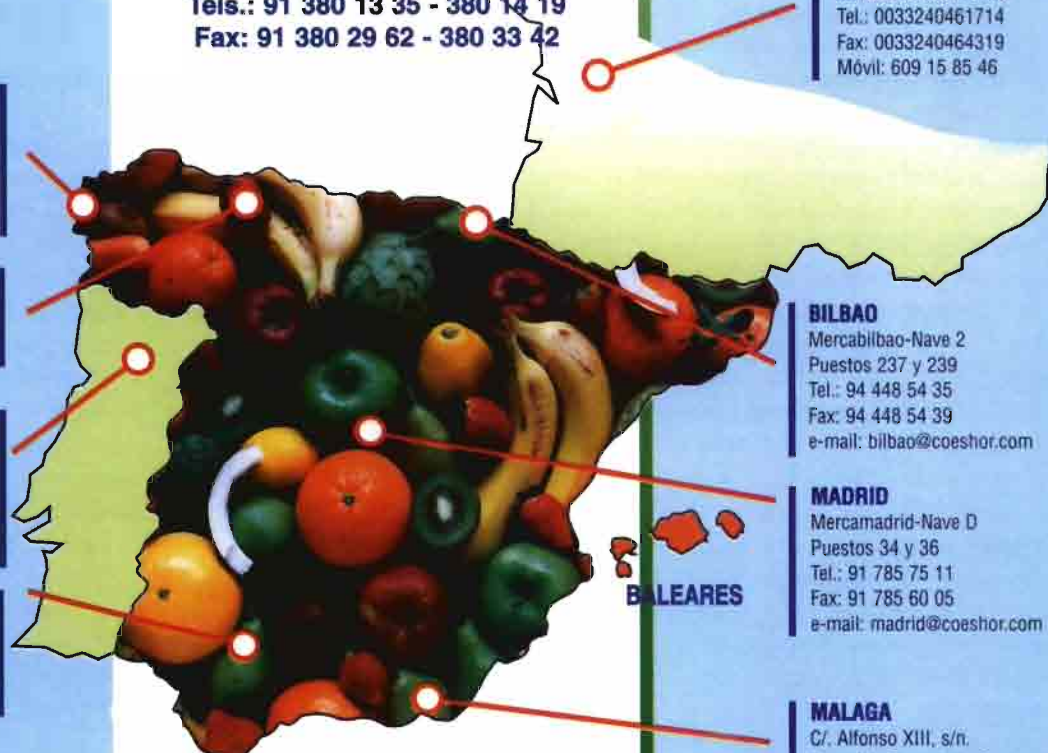 Tels.: 91 380 13 35 - 380 14 19
Fax: 91 380 29 62 - 380 33 42
Tel.: 0033240461714
Fax: 0033240464319
Móvil: 609 15 85 46
BILBAO
Mercabilbao-Nave 2
Puestos 237 y 239
Tel.: 94 448 54 35
Fax: 94 448 54 39
e-mail: bilbao@coeshor.com
MADRID
Mercamadrid-Nave D
Puestos 34 y 36
Tel.: 91 785 75 11
Fax: 91 785 60 05
e-mail: madrid@coeshor.com
BALEARES
MALAGA
C/. Alfonso XIII, s/n.